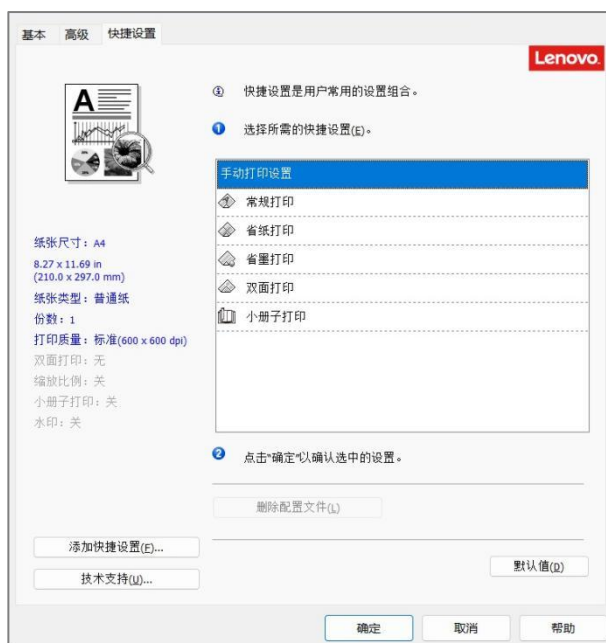 基本 高级 快捷设置
Lenovo.
A
快捷设置是用户常用的设置组合。
1 选择所需的快捷设置(E)。
手动打印设置
常规打印
省纸打印
省墨打印
双面打印
小册子打印
纸张尺寸:A4
8.27 x 11.69 in
(210.0 x 297.0 mm)
纸张类型:普通纸
份数:1
打印质量:标准(600 x 600 dpi)
双面打印:无
缩放比例:关
小册子打印:关
水印:关
2 点击"确定"以确认选中的设置。
删除配置文件(L)
添加快捷设置(F)...
默认值(D)
技术支持(U)...
确定 取消 帮助